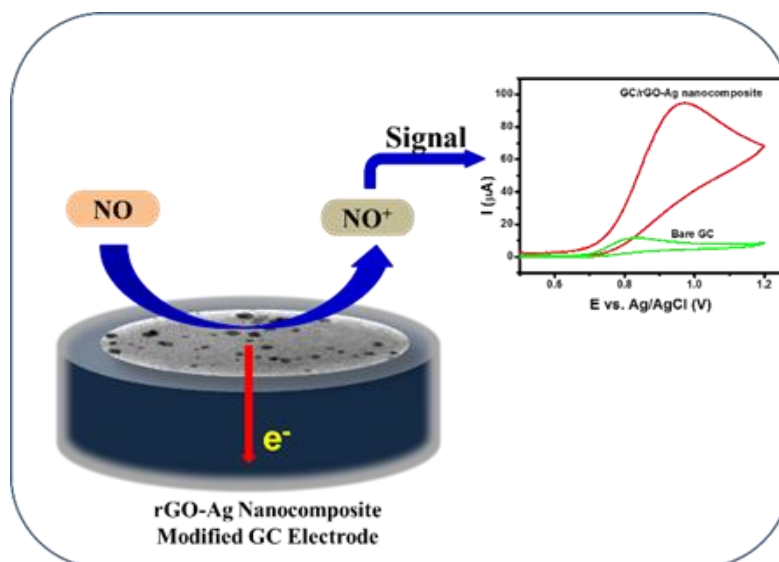 GC/rGO-Ag nanocomposite
100
80
60
40
20
0
I (µA)
Bare GC
0.6 0.8 1.0 1.2
E vs. Ag/AgCl (V)
Signal
NO
NO⁺
e⁻
rGO-Ag Nanocomposite
Modified GC Electrode